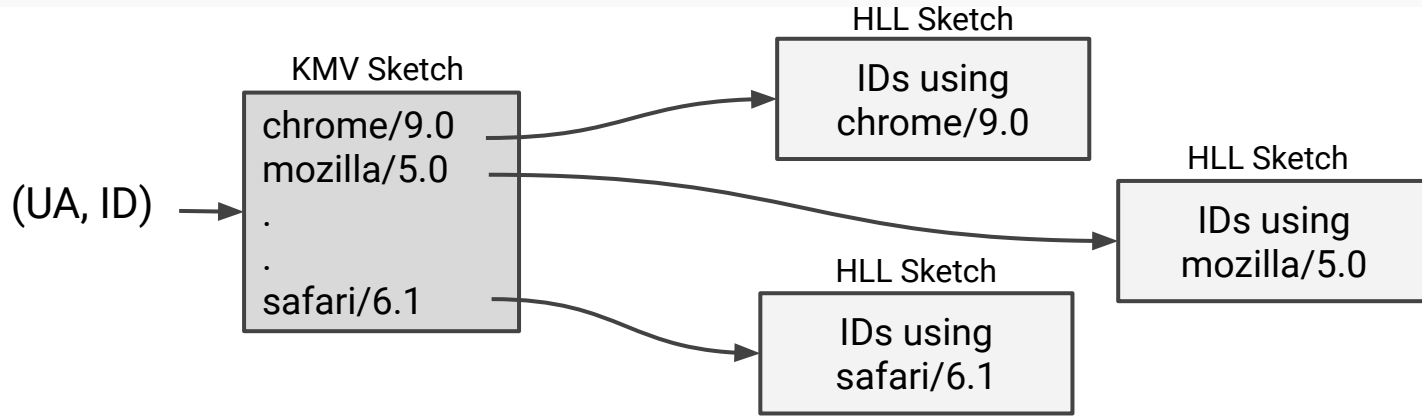 HLL Sketch
KMV Sketch
IDs using
chrome/9.0
chrome/9.0
mozilla/5.0
HLL Sketch
(UA, ID)
.
.
IDs using
mozilla/5.0
HLL Sketch
safari/6.1
IDs using
safari/6.1